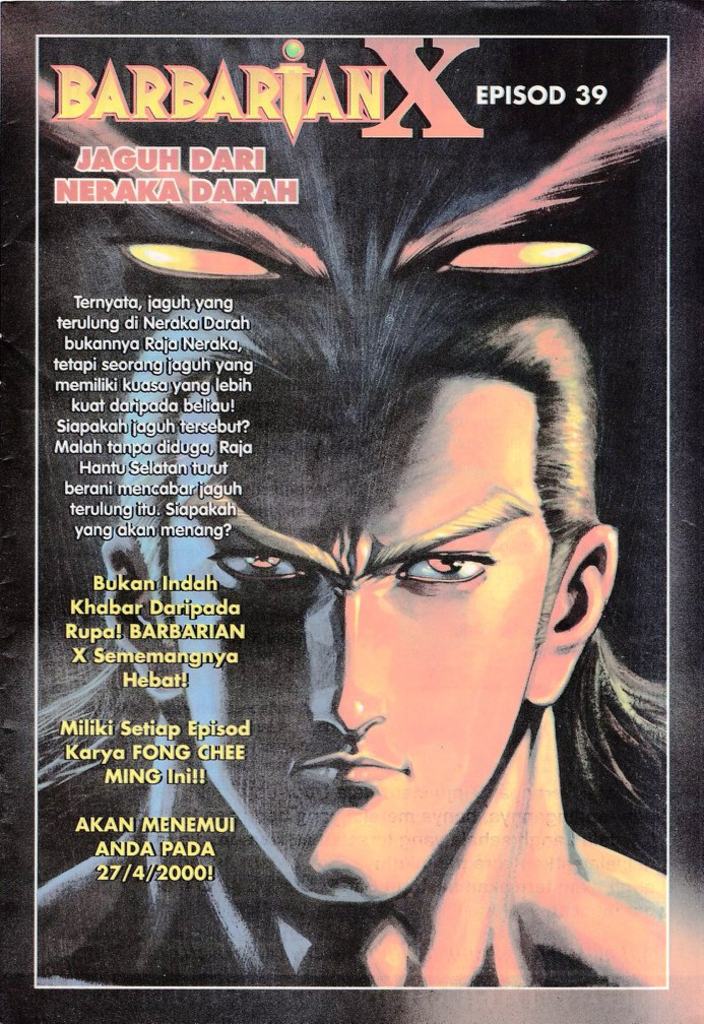 BARBARIAN X EPISOD 39
JAGUH DARI
NERAKA DARAH
Ternyata, jaguh yang
terulung di Neraka Darah
bukannya Raja Neraka,
tetapi seorang jaguh yang
memiliki kuasa yang lebih
kuat daripada beliau!
Siapakah jaguh tersebut?
Malah tanpa diduga, Raja
Hantu Selatan turut
berani mencabar jaguh
terulung itu. Siapakah
yang akan menang?
Bukan Indah
Khabar Daripada
Rupa! BARBARIAN
X Sememangnya
Hebat!
Miliki Setiap Episod
Karya FONG CHEE
MING Ini!!
AKAN MENEMUI
ANDA PADA
27/4/2000!